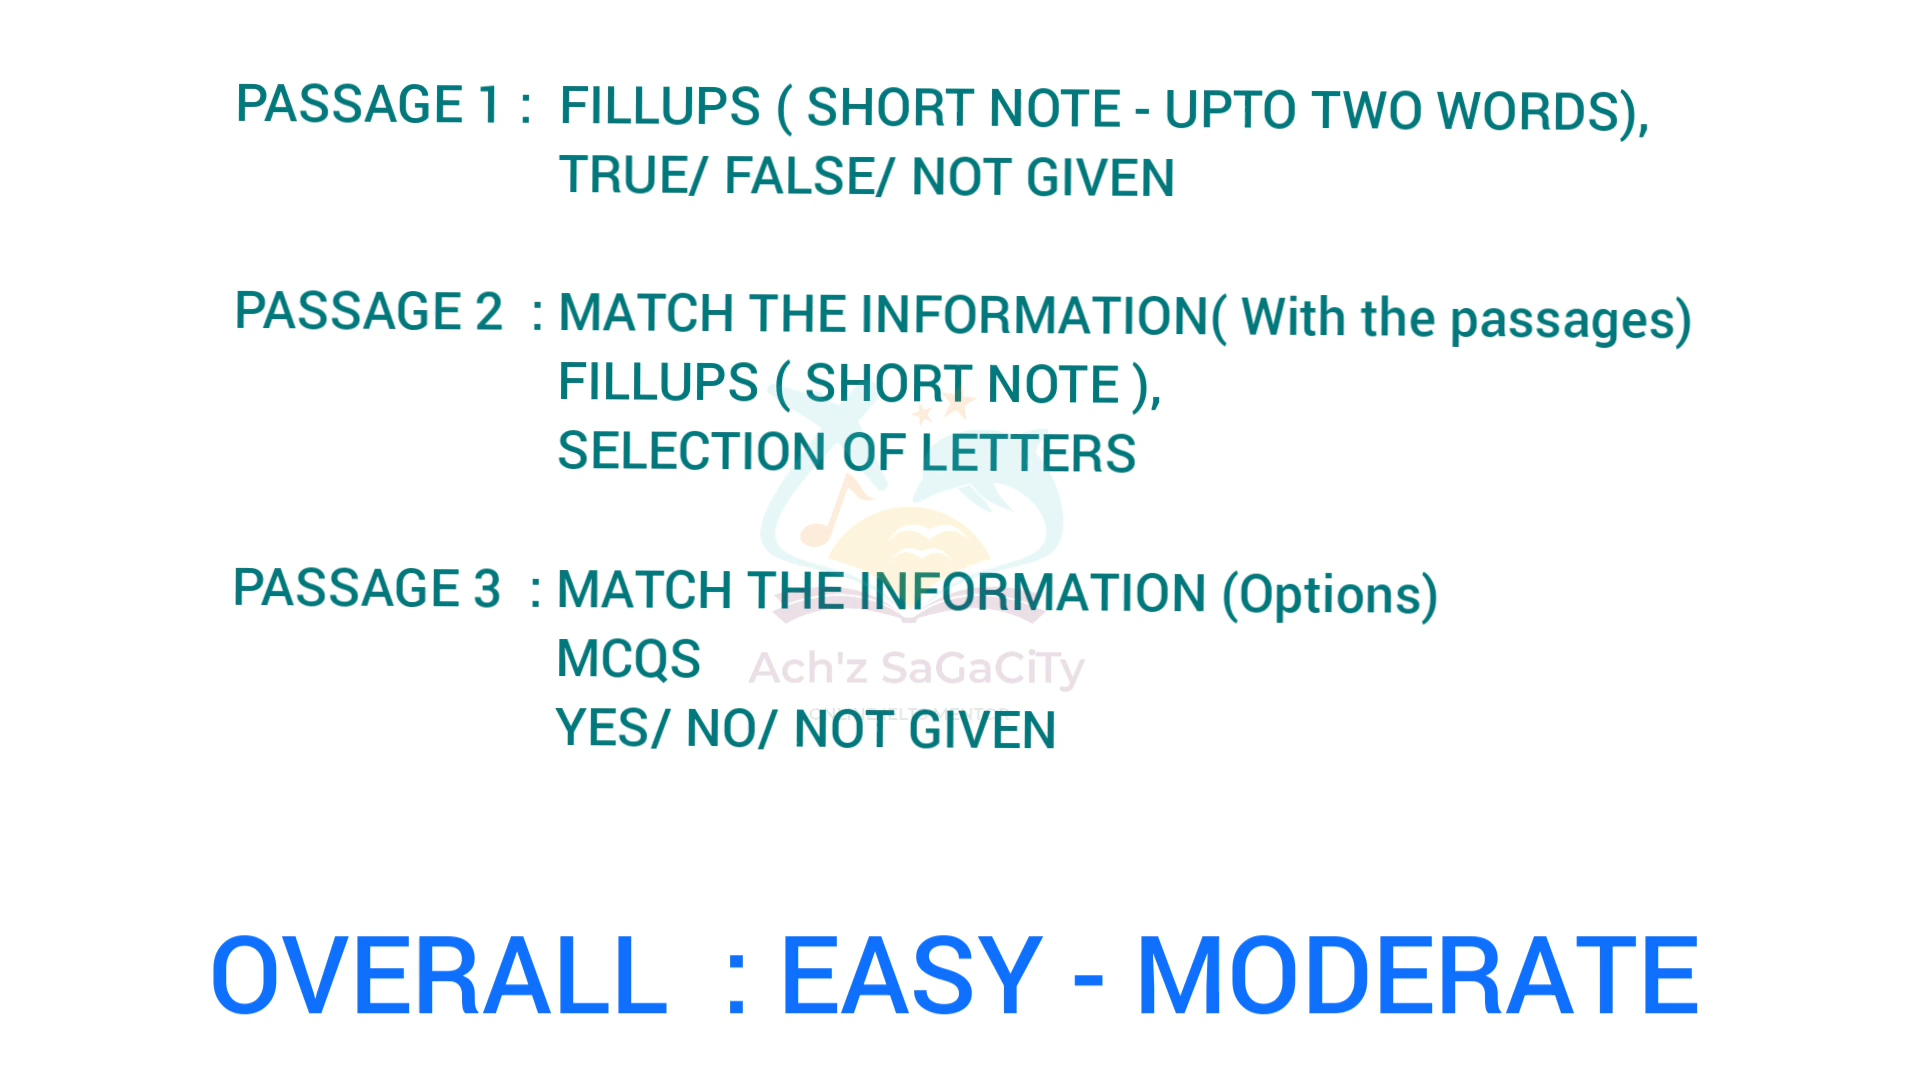 PASSAGE 1 : FILLUPS ( SHORT NOTE - UPTO TWO WORDS),
TRUE/ FALSE/ NOT GIVEN
PASSAGE 2 : MATCH THE INFORMATION( With the passages)
FILLUPS ( SHORT NOTE ),
SELECTION OF LETTERS
PASSAGE 3 : MATCH THE INFORMATION (Options)
MCQS
Ach'z SaGaCiTy
YES/ NO/ NOT GIVEN
OVERALL : EASY - MODERATE